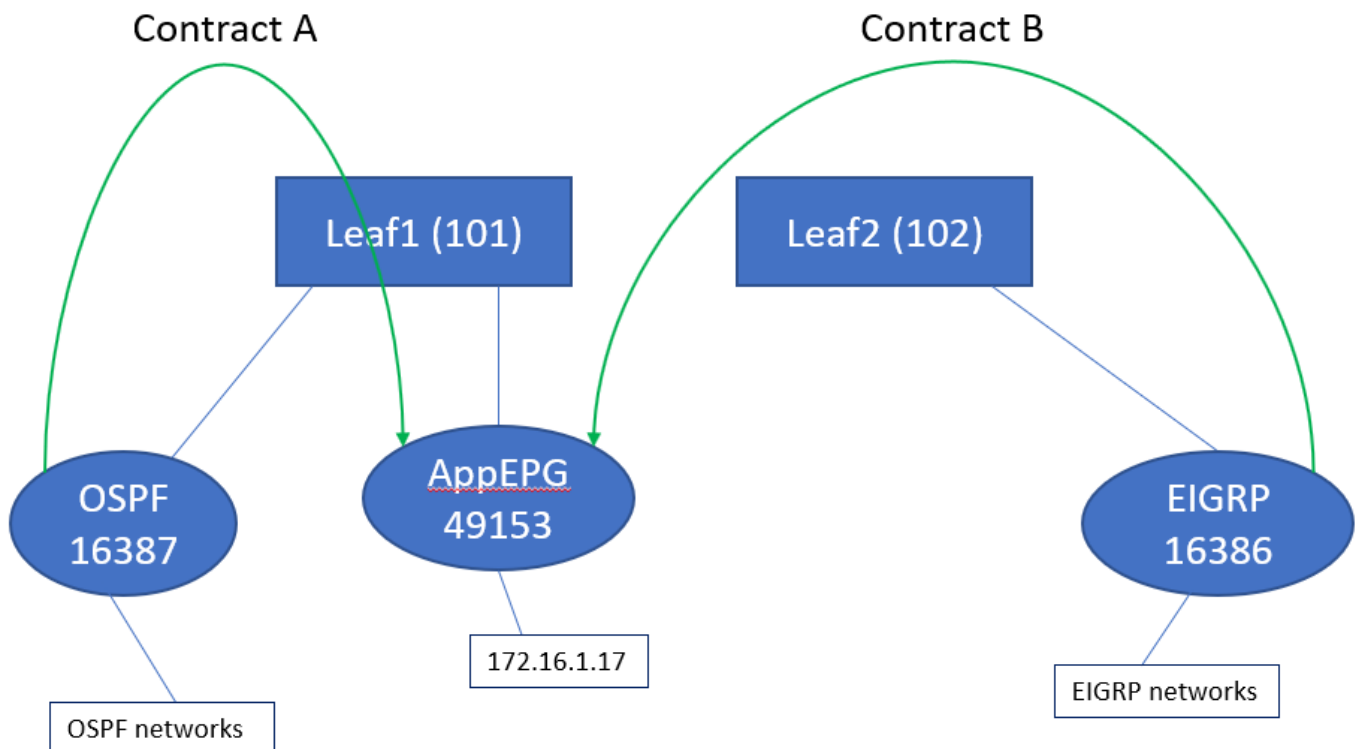 Contract A
Contract B
Leaf1 (101)
Leaf2 (102)
OSPF
16387
AppEPG
49153
EIGRP
16386
172.16.1.17
EIGRP networks
OSPF networks